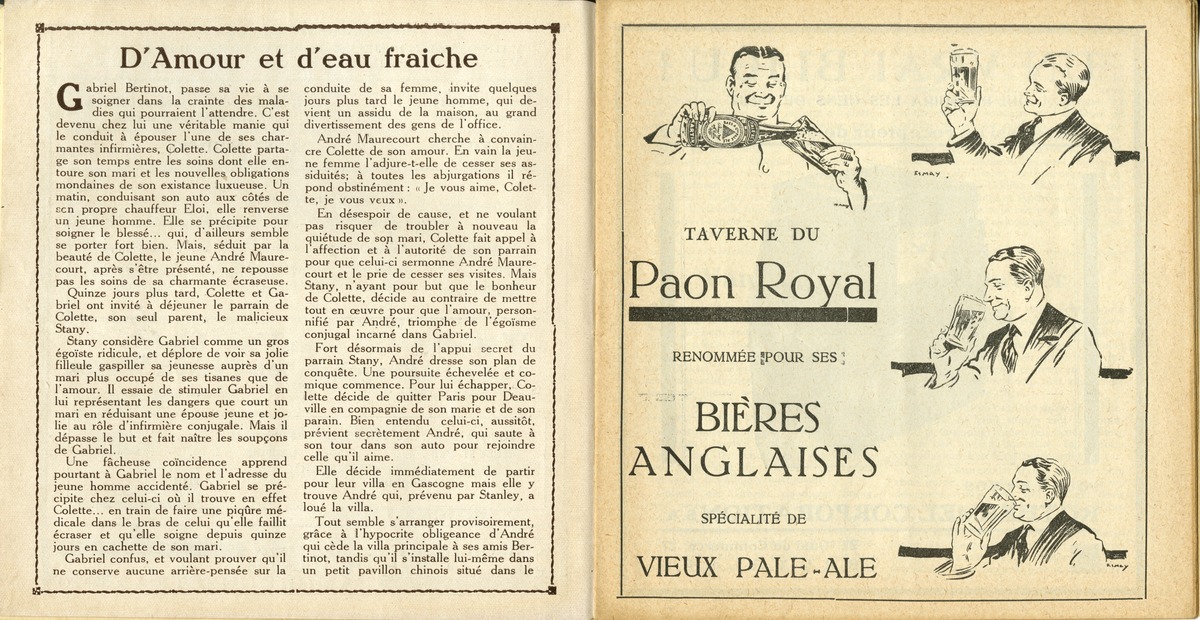 D'Amour et d'eau fraiche
Gabriel Bertinot, passe sa vie à se
soigner dans la crainte des mala-
dies qui pourraient l'attendre. C'est
devenu chez lui une véritable manie qui
le conduit à épouser l'une de ses char-
mantes infirmières, Colette. Colette parta-
ge son temps entre les soins dont elle en-
toure son mari et les nouvelles obligations
mondaines de son existance luxueuse. Un
matin, conduisant son auto aux côtés de
scn propre chauffeur Eloi, elle renverse
un jeune homme. Elle se précipite pour
soigner le blessé... qui, d'ailleurs semble
se porter fort bien. Mais, séduit par la
beauté de Colette, le jeune André Maure-
court, après s'être présenté, ne repousse
pas les soins de sa charmante écraseuse.
Quinze jours plus tard, Colette et Ga-
briel ont invité à déjeuner le parrain de
Colette, son seul parent, le malicieux
Stany.
Stany considère Gabriel comme un gros
égoïste ridicule, et déplore de voir sa jolie
filleule gaspiller sa jeunesse auprès d'un
mari plus occupé de ses tisanes que de
l'amour. Il essaie de stimuler Gabriel en
lui représentant les dangers que court un
mari en réduisant une épouse jeune et jo-
lie au rôle d'infirmière conjugale. Mais il
dépasse le but et fait naître les soupçons
de Gabriel.
Une fâcheuse coïncidence apprend
pourtant à Gabriel le nom et l'adresse du
jeune homme accidenté. Gabriel se pré-
cipite chez celui-ci où il trouve en effet
Colette... en train de faire une piqûre mé-
dicale dans le bras de celui qu'elle faillit
écraser et qu'elle soigne depuis quinze
jours en cachette de son mari.
Gabriel confus, et voulant prouver qu'il
ne conserve aucune arrière-pensée sur la
conduite de sa femme, invite quelques
jours plus tard le jeune homme, qui de-
vient un assidu de la maison, au grand
divertissement des gens de l'office.
André Maurecourt cherche à convain-
cre Colette de son amour. En vain la jeu-
ne femme l'adjure-t-elle de cesser ses as-
siduités; à toutes les abjurgations il ré-
pond obstinément : « Je vous aime, Colet-
te, je vous veux ».
En désespoir de cause, et ne voulant
pas risquer de troubler à nouveau la
quiétude de son mari, Colette fait appel à
l'affection et à l'autorité de son parrain
pour que celui-ci sermonne André Maure-
court et le prie de cesser ses visites. Mais
Stany, n'ayant pour but que le bonheur
de Colette, décide au contraire de mettre
tout en œuvre pour que l'amour, person-
nifié par André, triomphe de l'égoïsme
conjugal incarné dans Gabriel.
Fort désormais de l'appui secret du
parrain Stany, André dresse son plan de
conquête. Une poursuite échevelée et co-
mique commence. Pour lui échapper, Co-
lette décide de quitter Paris pour Deau-
ville en compagnie de son marie et de son
parain. Bien entendu celui-ci, aussitôt,
prévient secrètement André, qui saute à
son tour dans son auto pour rejoindre
celle qu'il aime.
Elle décide immédiatement de partir
pour leur villa en Gascogne mais elle y
trouve André qui, prévenu par Stanley, a
loué la villa.
Tout semble s'arranger provisoirement,
grâce à l'hypocrite obligeance d'André
qui cède la villa principale à ses amis Ber-
tinot, tandis qu'il s'installe lui-même dans
un petit pavillon chinois situé dans le
TAVERNE DU
Paon Royal
RENOMMÉE POUR SES
BIÈRES
ANGLAISES
SPÉCIALITÉ DE
VIEUX PALE-ALE